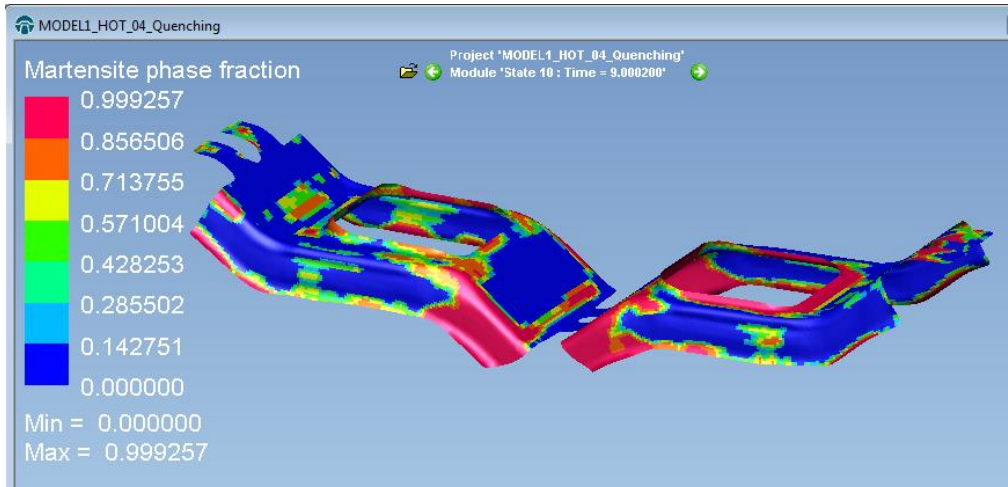 MODEL1_HOT_04_Quenching
Project 'MODEL1_HOT_04_Quenching'
Module 'State 10 : Time = 9.000200'
Martensite phase fraction
0.999257
0.856506
0.713755
0.571004
0.428253
0.285502
0.142751
0.000000
Min = 0.000000
Max = 0.999257